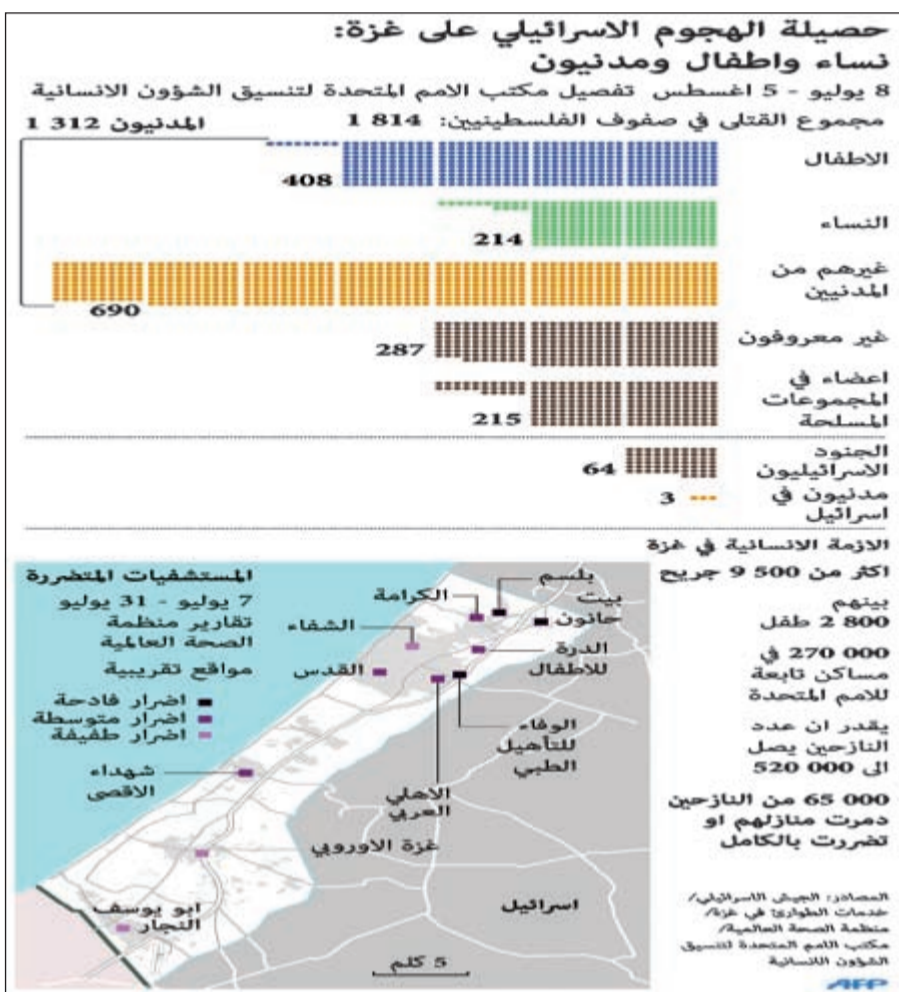 حصيلة الهجوم الاسرائيلي على غزة:
نساء واطفال ومدنيون
8 يوليو - 5 اغسطس تفصيل مكتب الامم المتحدة لتنسيق الشؤون الانسانية
مجموع القتلى في صفوف الفلسطينيين: 814 1
المدنيون 312 1
الاطفال
408
النساء
214
غيرهم من
المدنيين
690
غير معروفون
287
اعضاء في
المجموعات
المسلحة
215
الجنود
الاسرائيليون
64
مدنيون في
اسرائيل
3
الازمة الانسانية في غزة
اكثر من 500 9 جريح
بينهم
800 2 طفل
000 270 في
مساكن تابعة
للامم المتحدة
يقدر ان عدد
النازحين يصل
الى 000 520
000 65 من النازحين
دمرت منازلهم او
تضررت بالكامل
المستشفيات المتضررة
7 يوليو - 31 يوليو
تقارير منظمة
الصحة العالمية
مواقع تقريبية
اضرار فادحة
اضرار متوسطة
اضرار طفيفة
بلسم
بيت
حانون
الكرامة
الشفاء
الدرة
للاطفال
القدس
الوفاء
للتأهيل
الطبي
الاهلي
العربي
شهداء
الاقصى
غزة الاوروبي
ابو يوسف
النجار
اسرائيل
5 كلم
المصادر: الجيش الاسرائيلي/
خدمات الطوارئ في غزة/
منظمة الصحة العالمية/
مكتب الامم المتحدة لتنسيق
الشؤون الانسانية
AFP